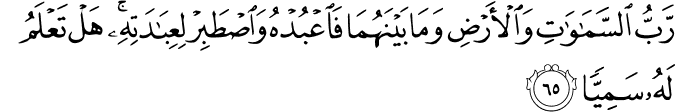 رَّبُّ ٱلسَّمَـٰوَٰتِ وَٱلْأَرْضِ وَمَا بَيْنَهُمَا فَٱعْبُدْهُ وَٱصْطَبِرْ لِعِبَـٰدَتِهِۦ ۚ هَلْ تَعْلَمُ
لَهُۥ سَمِيًّا ٦٥